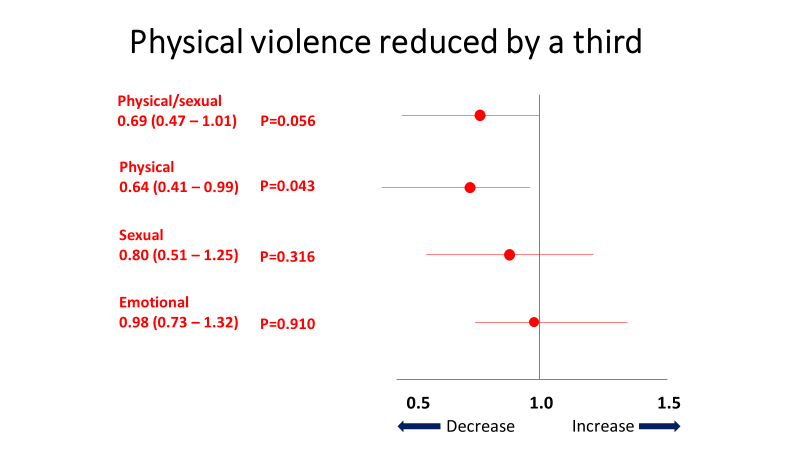 Physical violence reduced by a third
Physical/sexual
0.69 (0.47 – 1.01) P=0.056
Physical
0.64 (0.41 – 0.99) P=0.043
Sexual
0.80 (0.51 – 1.25) P=0.316
Emotional
0.98 (0.73 – 1.32) P=0.910
0.5 1.0 1.5
Decrease Increase